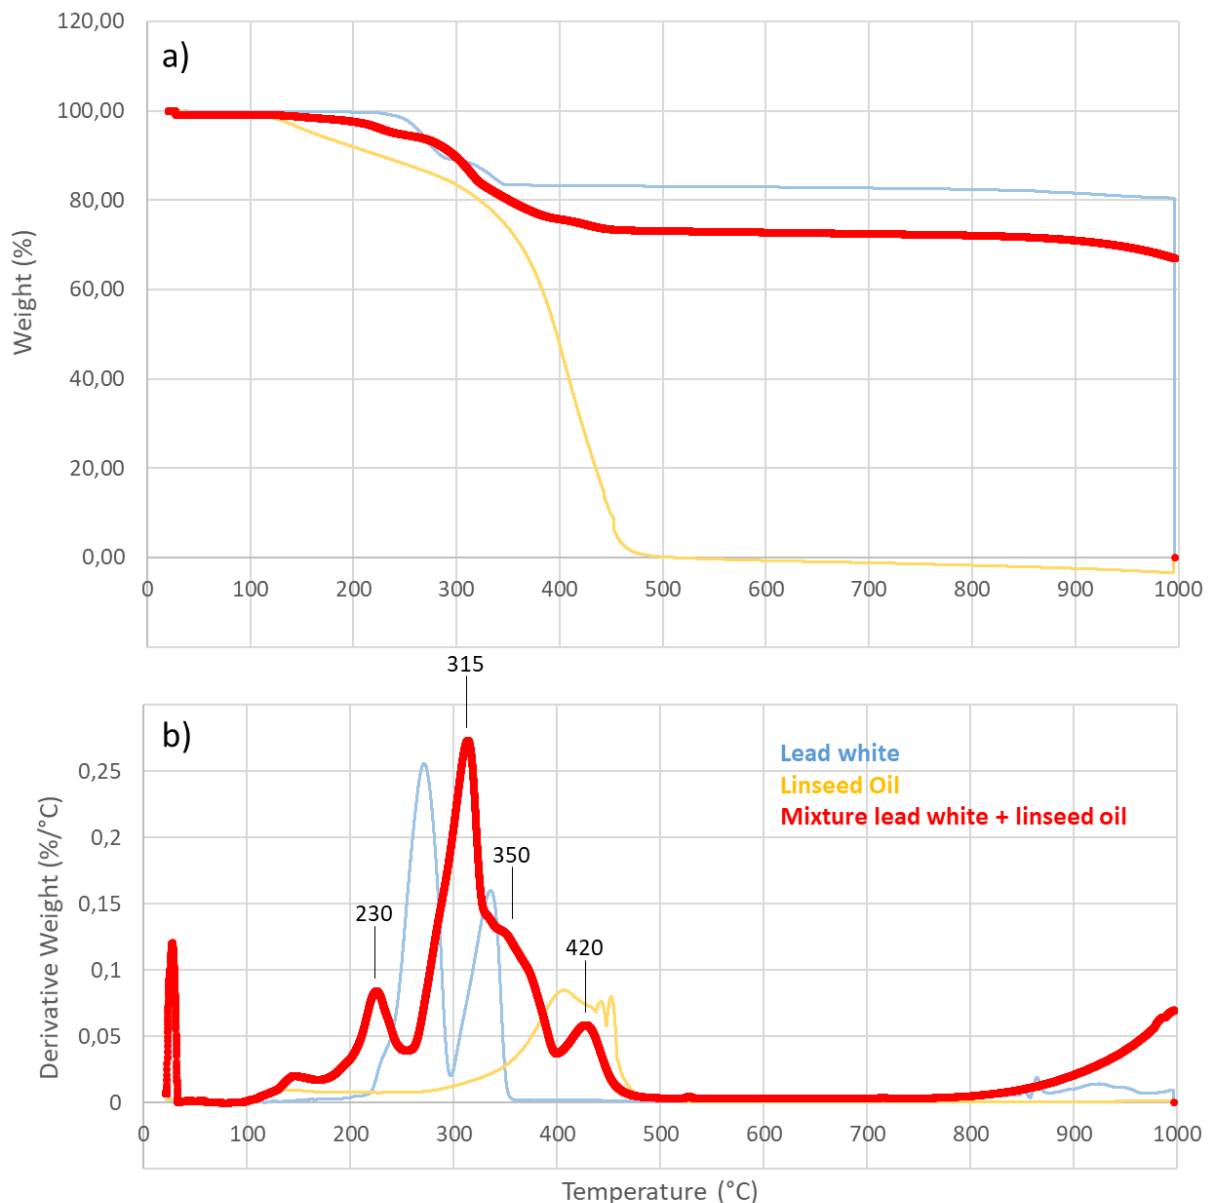 120,00
a)
100,00
80,00
60,00
40,00
20,00
0,00
Weight (%)
0 100 200 300 400 500 600 700 800 900 1000
315
b)
Lead white
Linseed Oil
Mixture lead white + linseed oil
350
230
420
0,25
0,2
0,15
0,1
0,05
0
Derivative Weight (%/°C)
0 100 200 300 400 500 600 700 800 900 1000
Temperature (°C)